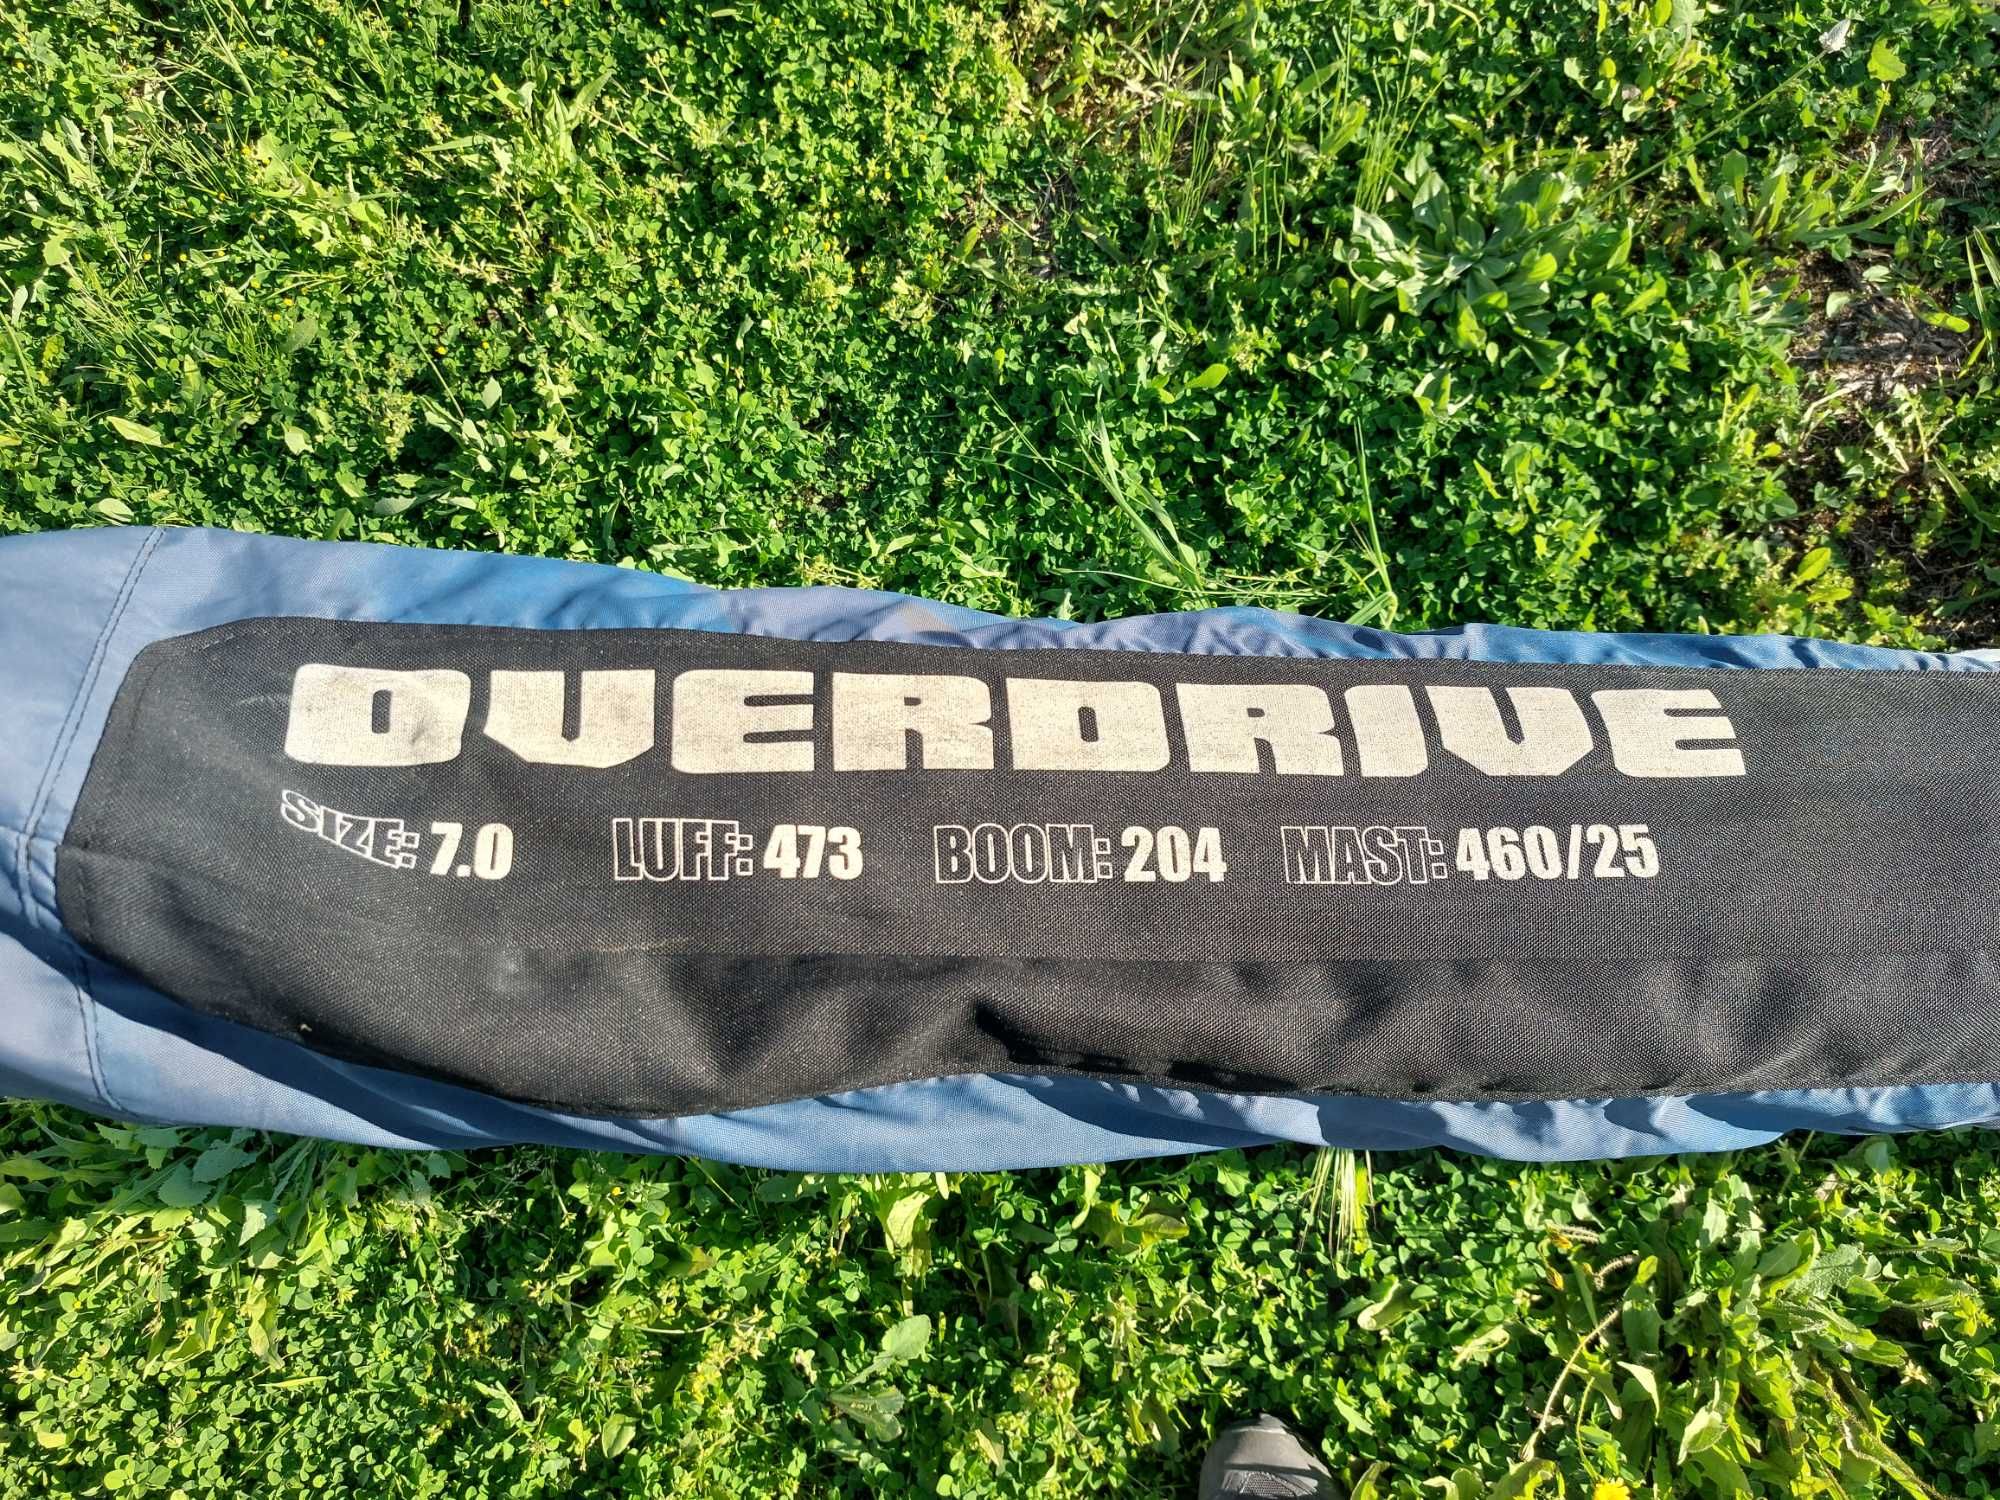 OVERDRIVE
SIZE: 7.0 LUFF: 473 BOOM: 204 MAST: 460/25